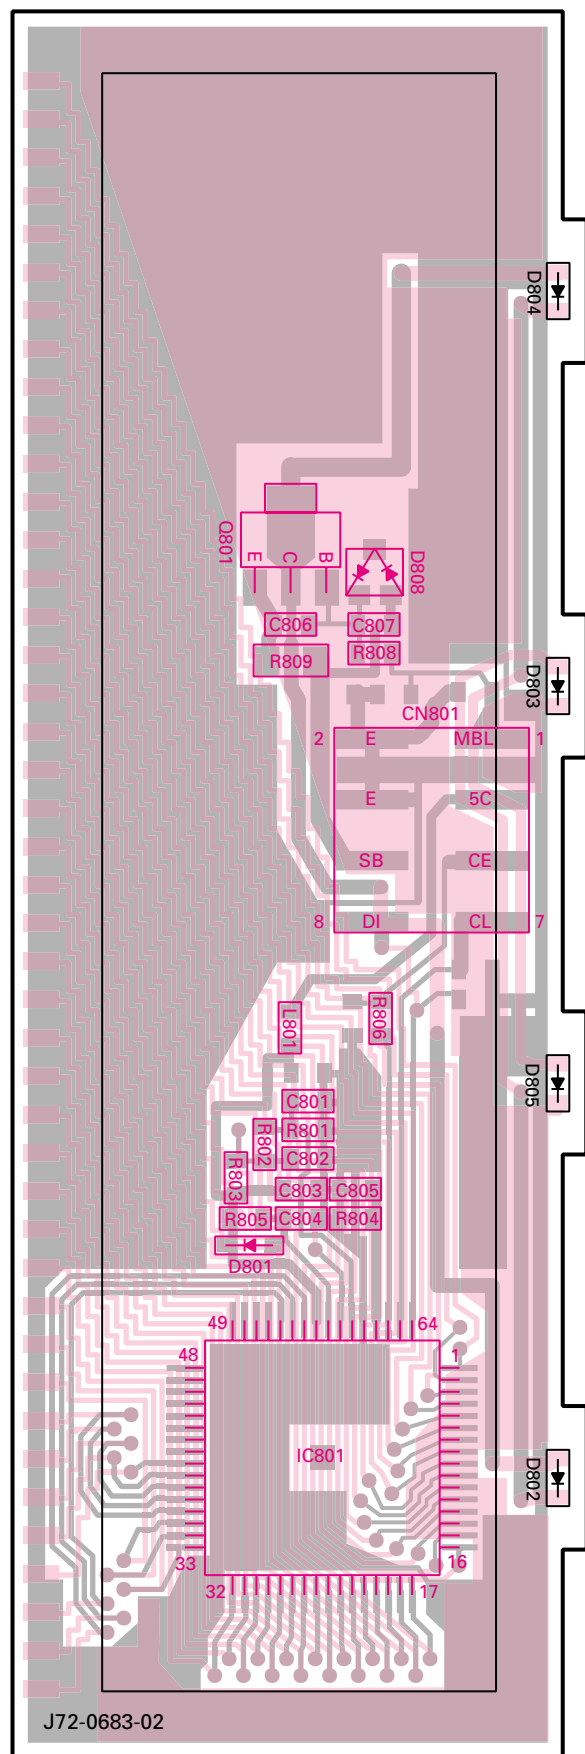 D804
Q801
E C B
D808
C806
C807
R809
R808
D803
CN801
2 E MBL 1
E 5C
SB CE
8 DI CL 7
L801
R806
D805
C801
R801
R802
C802
R803
C803 C805
R805 C804 R804
D801
49 64
48 1
IC801
D802
33 16
32 17
J72-0683-02